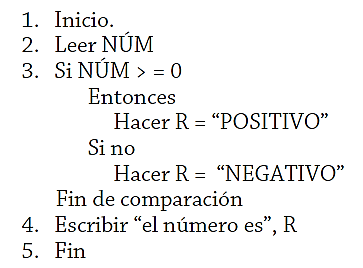 1. Inicio.
2. Leer NÚM
3. Si NÚM > = 0
Entonces
Hacer R = “POSITIVO”
Si no
Hacer R = “NEGATIVO”
Fin de comparación
4. Escribir “el número es”, R
5. Fin